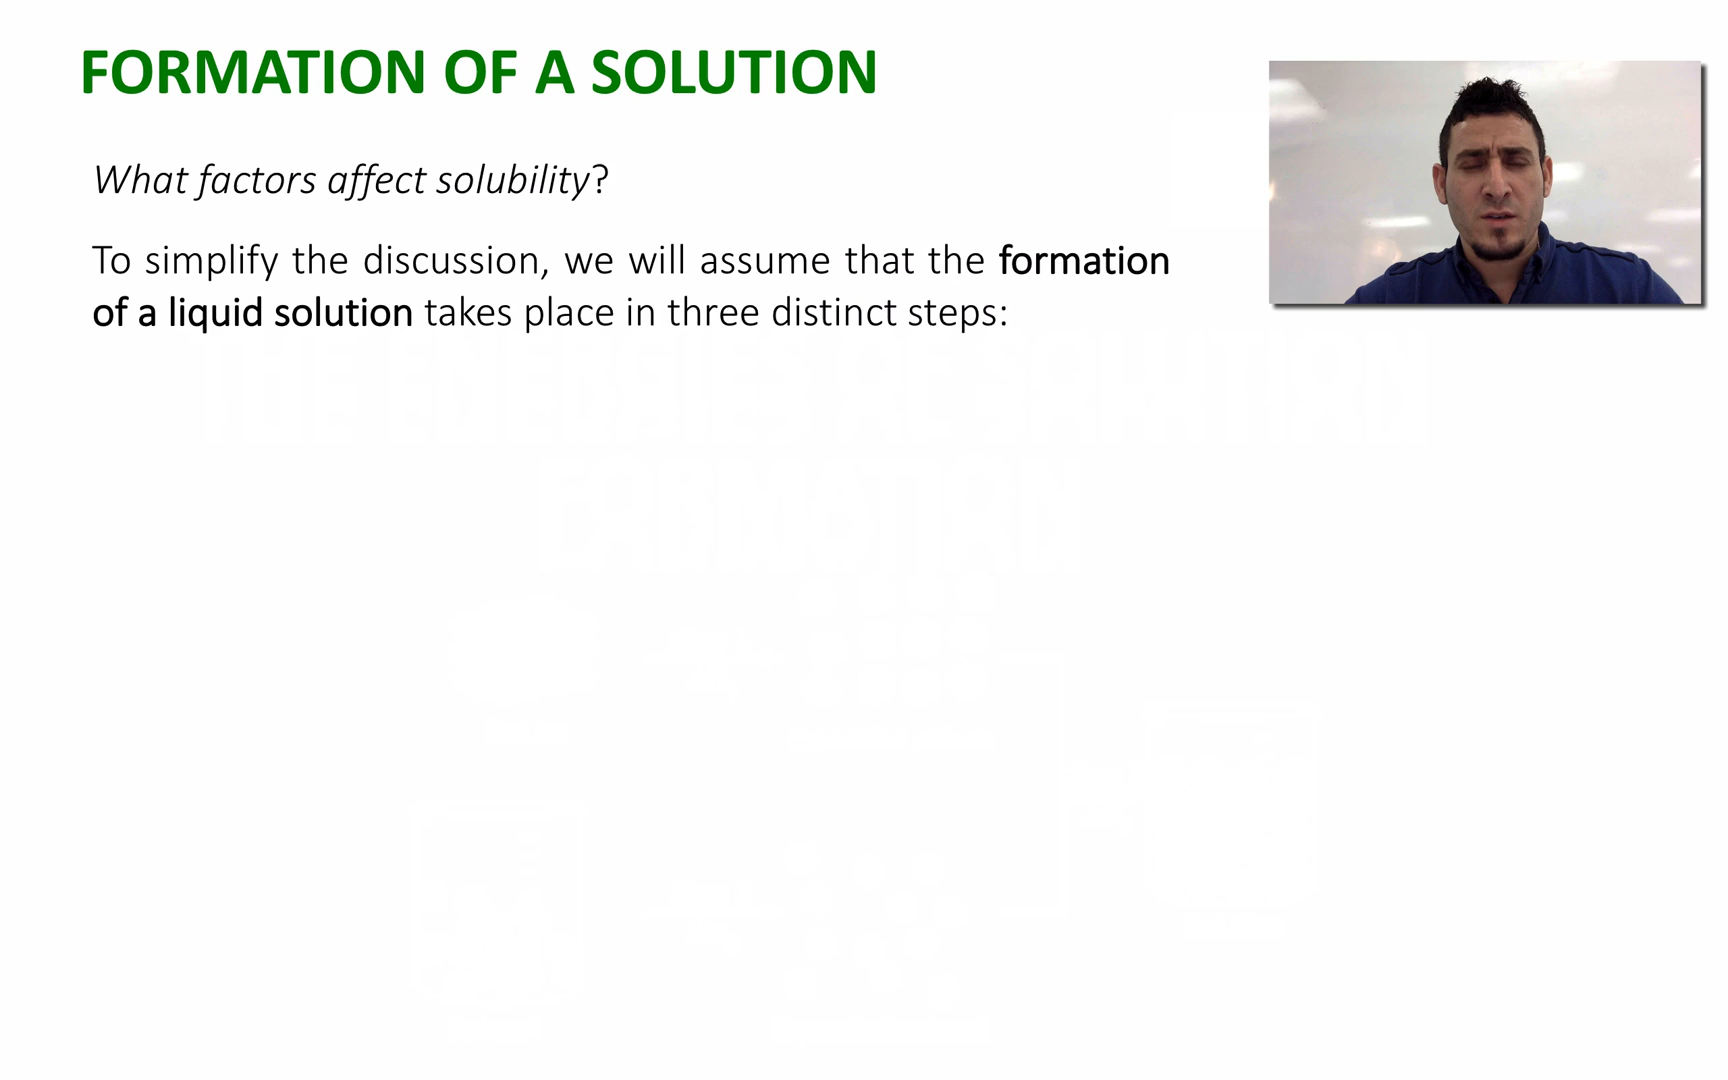 FORMATION OF A SOLUTION
What factors affect solubility?
To simplify the discussion, we will assume that the formation
of a liquid solution takes place in three distinct steps: